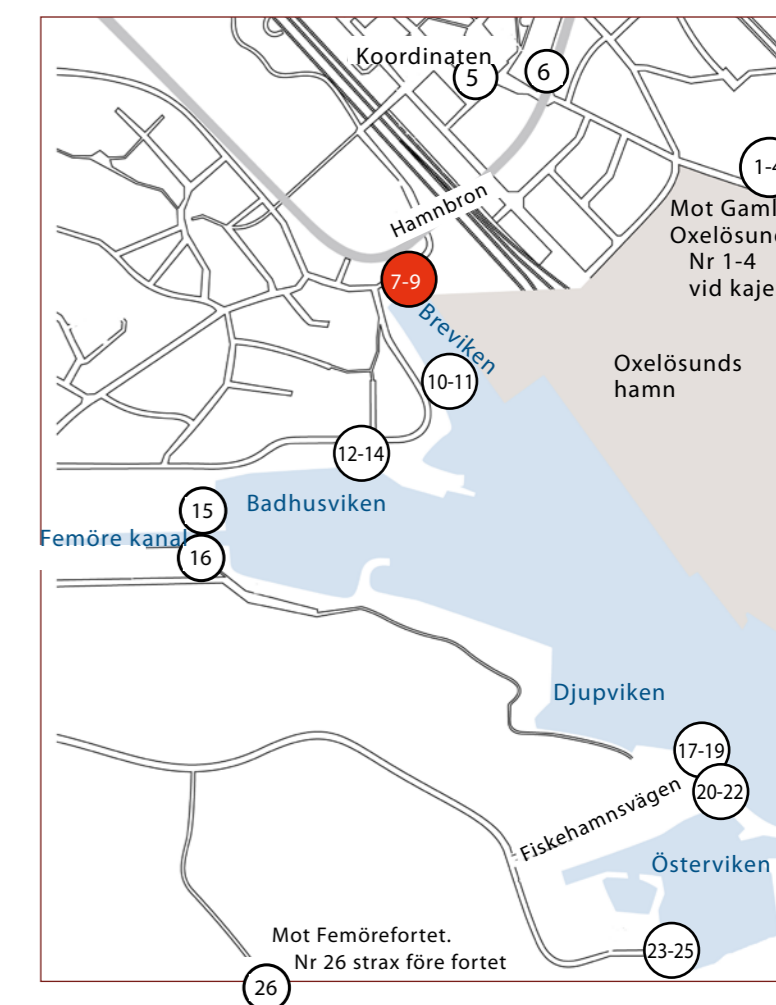 Koordinaten
5
6
1-4
Hamnbron
Mot Gaml
Oxelösund
Nr 1-4
vid kaje
7-9
Breviken
Oxelösunds
hamn
10-11
12-14
Badhusviken
15
Femöre kanal
16
Djupviken
17-19
20-22
Fiskehamnsvägen
Österviken
Mot Femörefortet.
Nr 26 strax före fortet
23-25
26